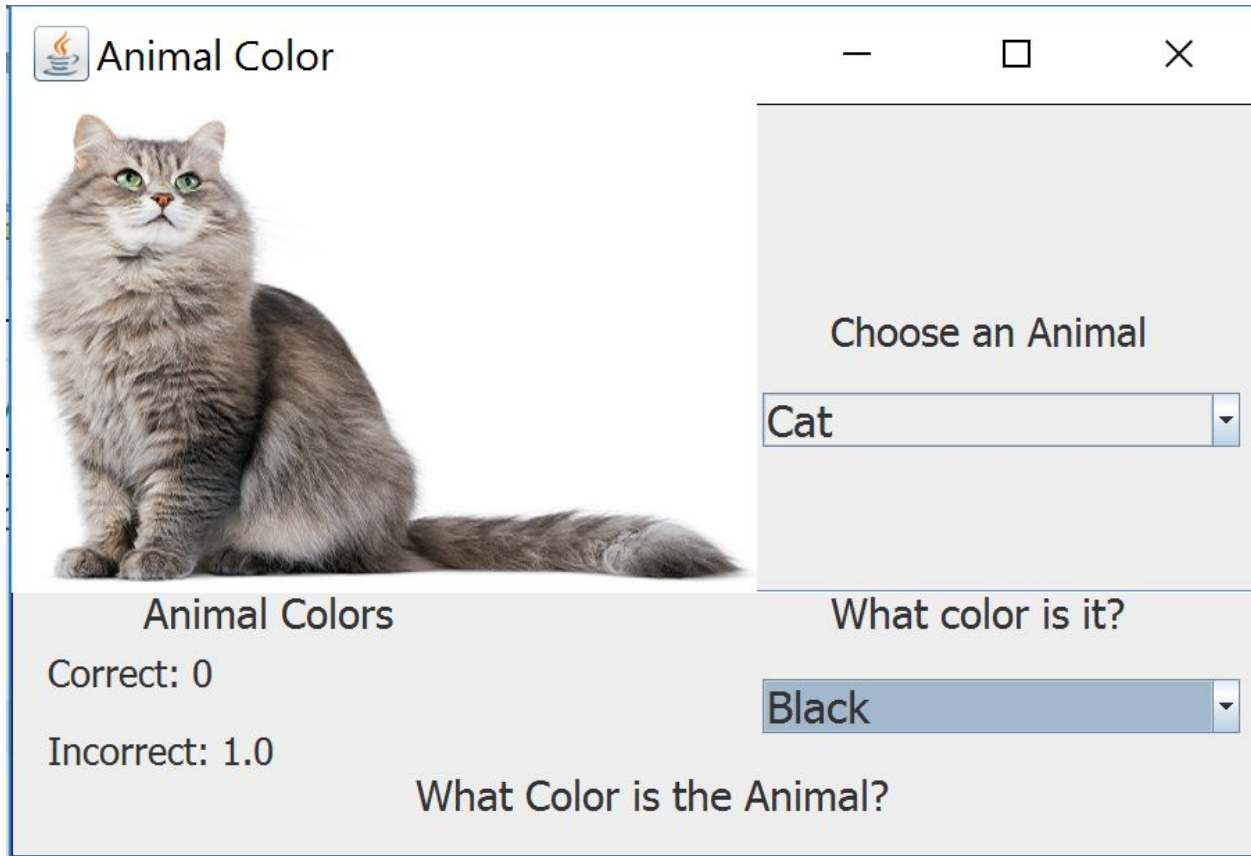 Animal Color
Choose an Animal
Cat
Animal Colors
What color is it?
Correct: 0
Black
Incorrect: 1.0
What Color is the Animal?